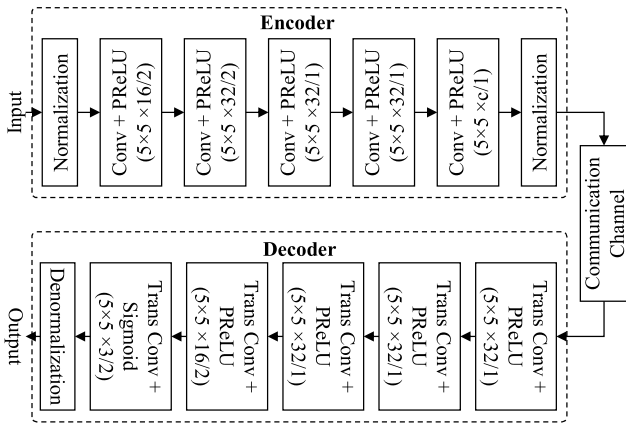 Encoder
Input
Normalization
Conv + PReLU
(5×5 ×16/2)
Conv + PReLU
(5×5 ×32/2)
Conv + PReLU
(5×5 ×32/1)
Conv + PReLU
(5×5 ×32/1)
Conv + PReLU
(5×5 ×c/1)
Normalization
Communication
Channel
Decoder
Trans Conv +
PReLU
(5×5 ×32/1)
Trans Conv +
PReLU
(5×5 ×32/1)
Trans Conv +
PReLU
(5×5 ×32/1)
Trans Conv +
PReLU
(5×5 ×16/2)
Trans Conv +
Sigmoid
(5×5 ×3/2)
Denormalization
Output